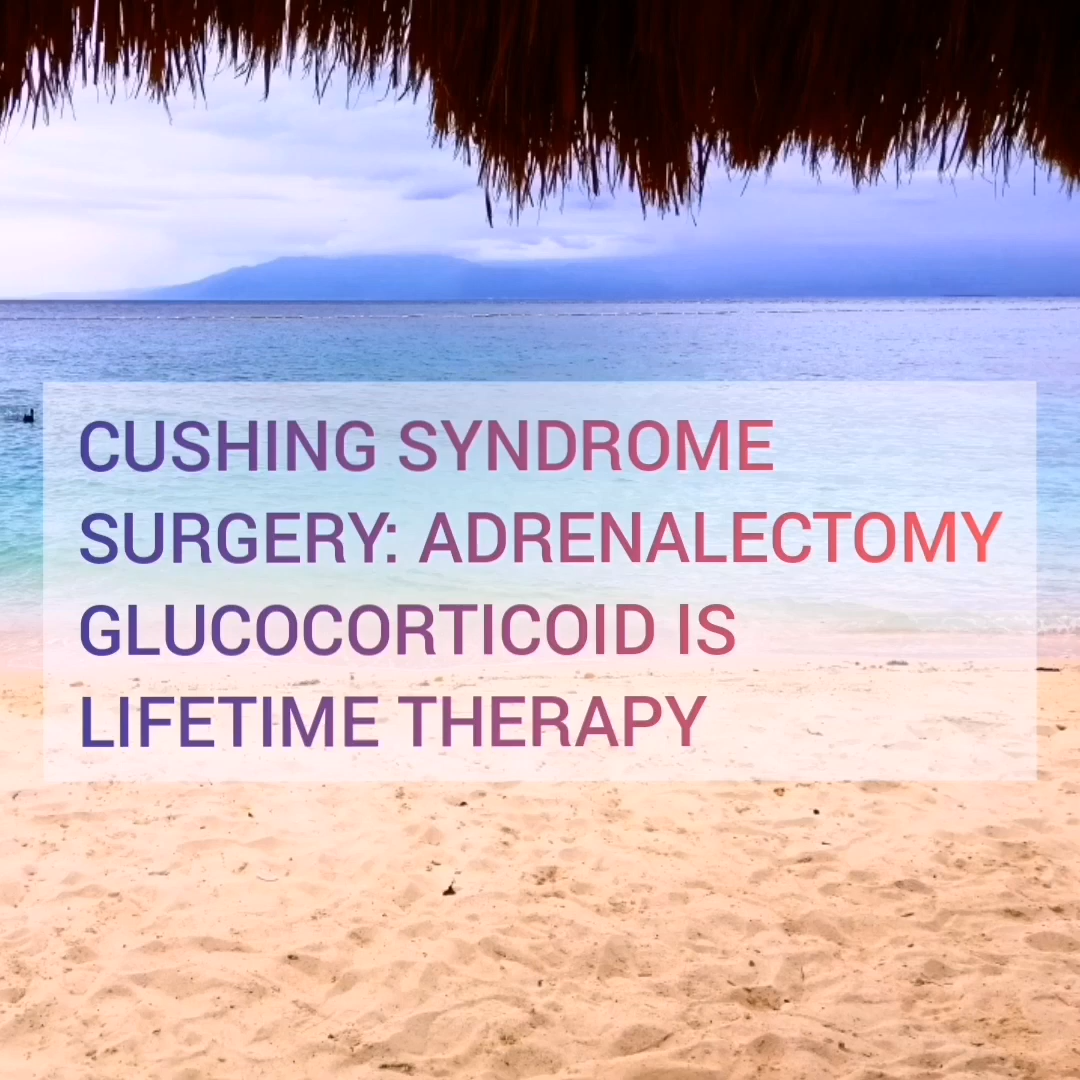 CUSHING SYNDROME
SURGERY: ADRENALECTOMY
GLUCOCORTICOID IS
LIFETIME THERAPY